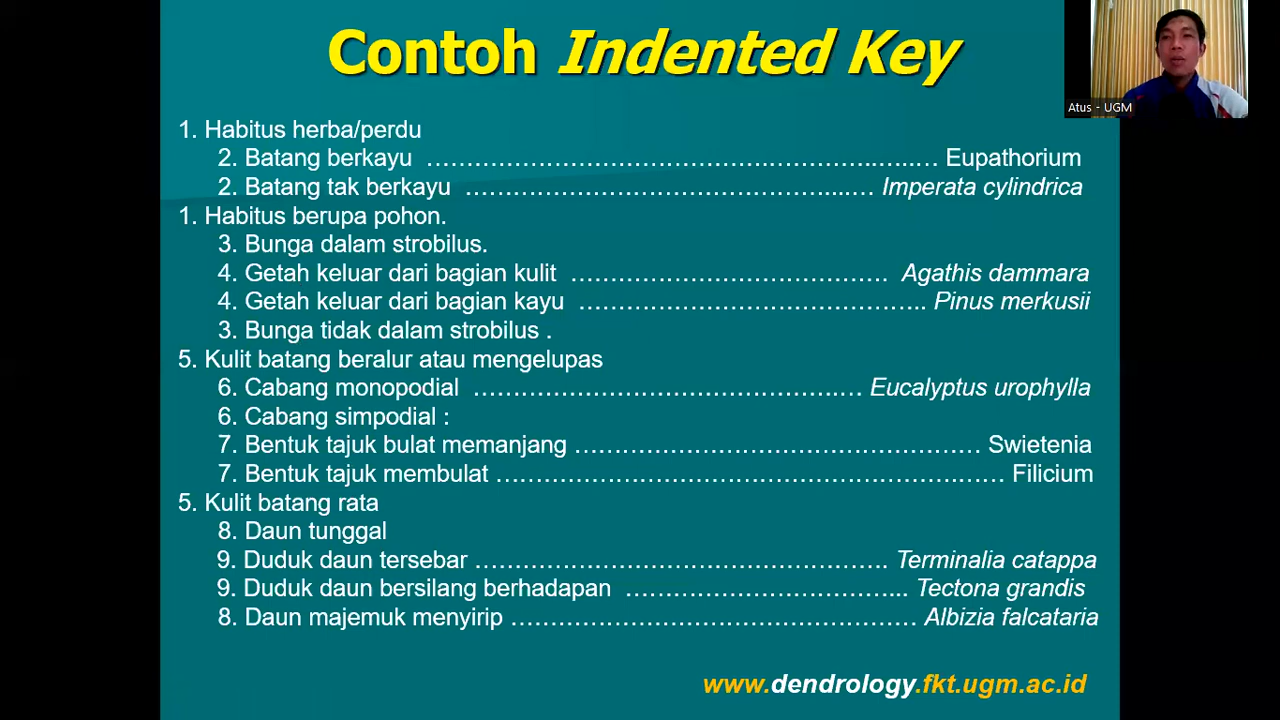 Contoh Indented Key
Atus - UGM
1. Habitus herba/perdu
2. Batang berkayu ……………………………………………….…..…… Eupathorium
2. Batang tak berkayu ………………………………………....…. Imperata cylindrica
1. Habitus berupa pohon.
3. Bunga dalam strobilus.
4. Getah keluar dari bagian kulit …………………………………. Agathis dammara
4. Getah keluar dari bagian kayu …………………………………... Pinus merkusii
3. Bunga tidak dalam strobilus .
5. Kulit batang beralur atau mengelupas
6. Cabang monopodial ………………………………………..…… Eucalyptus urophylla
6. Cabang simpodial :
7. Bentuk tajuk bulat memanjang ………………………………………… Swietenia
7. Bentuk tajuk membulat …………………………………………….…… Filicium
5. Kulit batang rata
8. Daun tunggal
9. Duduk daun tersebar ………………………………………………. Terminalia catappa
9. Duduk daun bersilang berhadapan ………………………………... Tectona grandis
8. Daun majemuk menyirip ………………………………………… Albizia falcataria
www.dendrology.fkt.ugm.ac.id